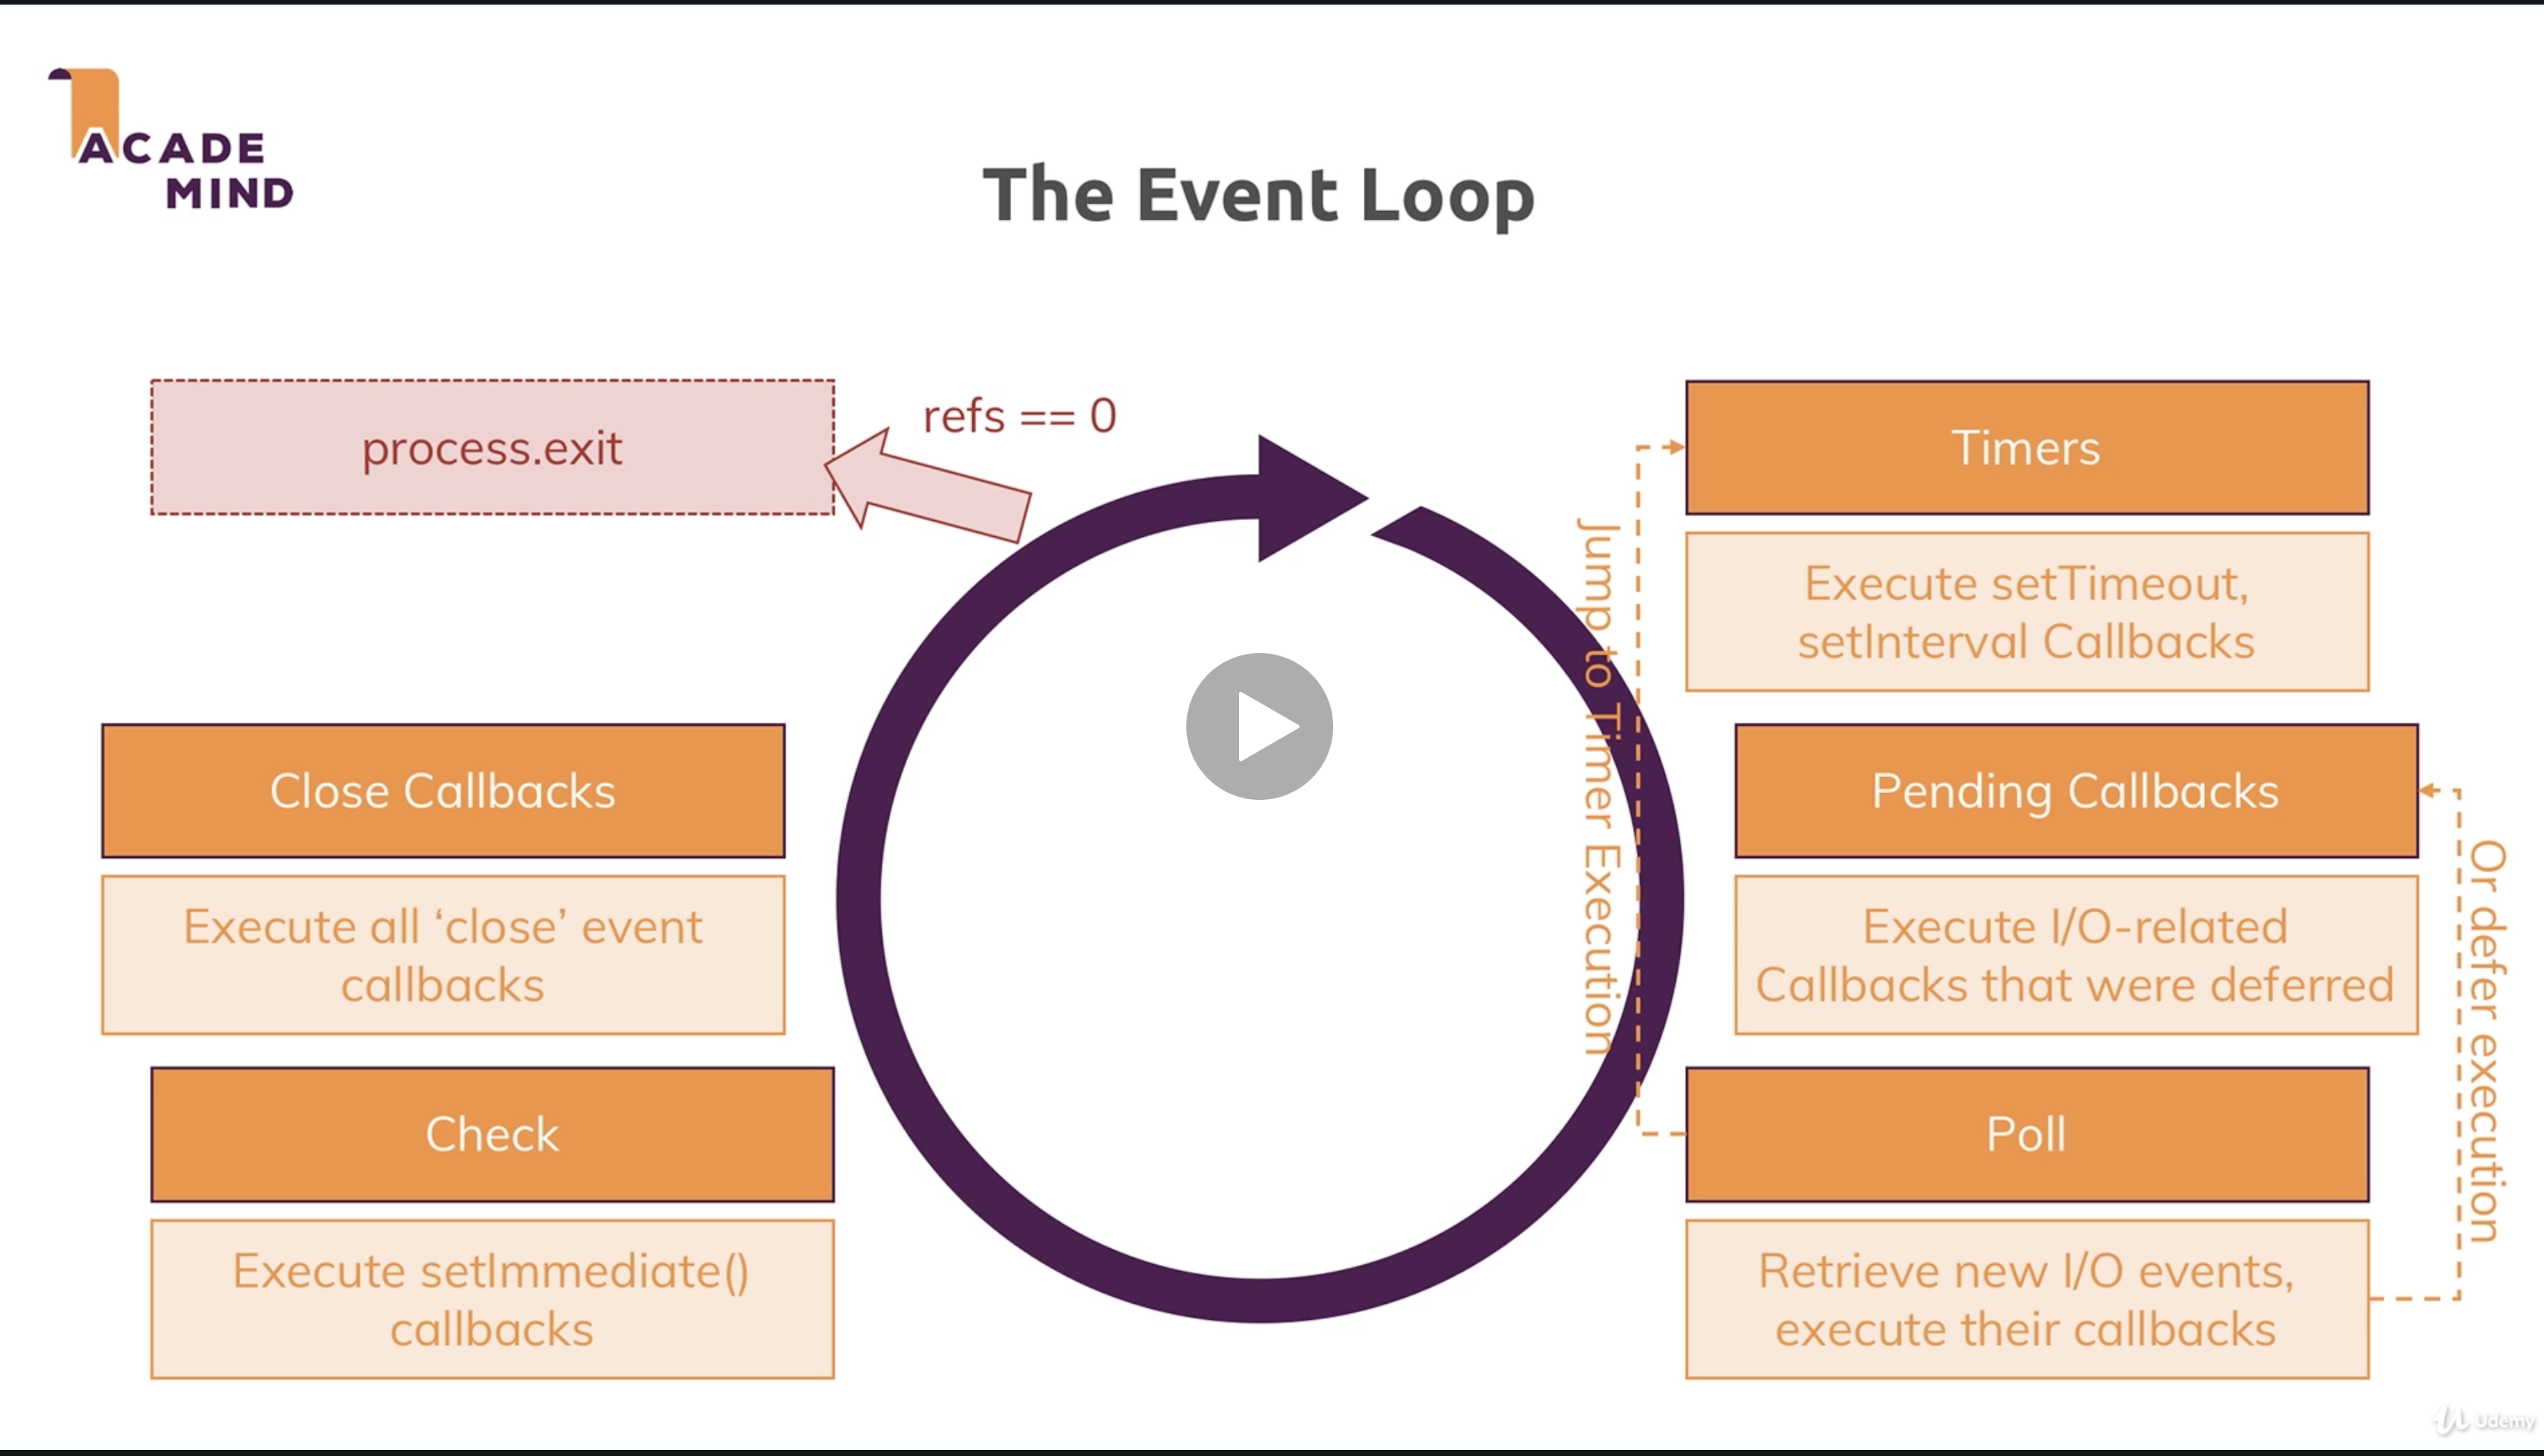 ACADE
MIND
The Event Loop
process.exit
refs == 0
Timers
Execute setTimeout,
setInterval Callbacks
Jump to Timer Execution
Close Callbacks
Execute all ‘close’ event
callbacks
Pending Callbacks
Execute I/O-related
Callbacks that were deferred
Or defer execution
Check
Execute setImmediate()
callbacks
Poll
Retrieve new I/O events,
execute their callbacks
Udemy